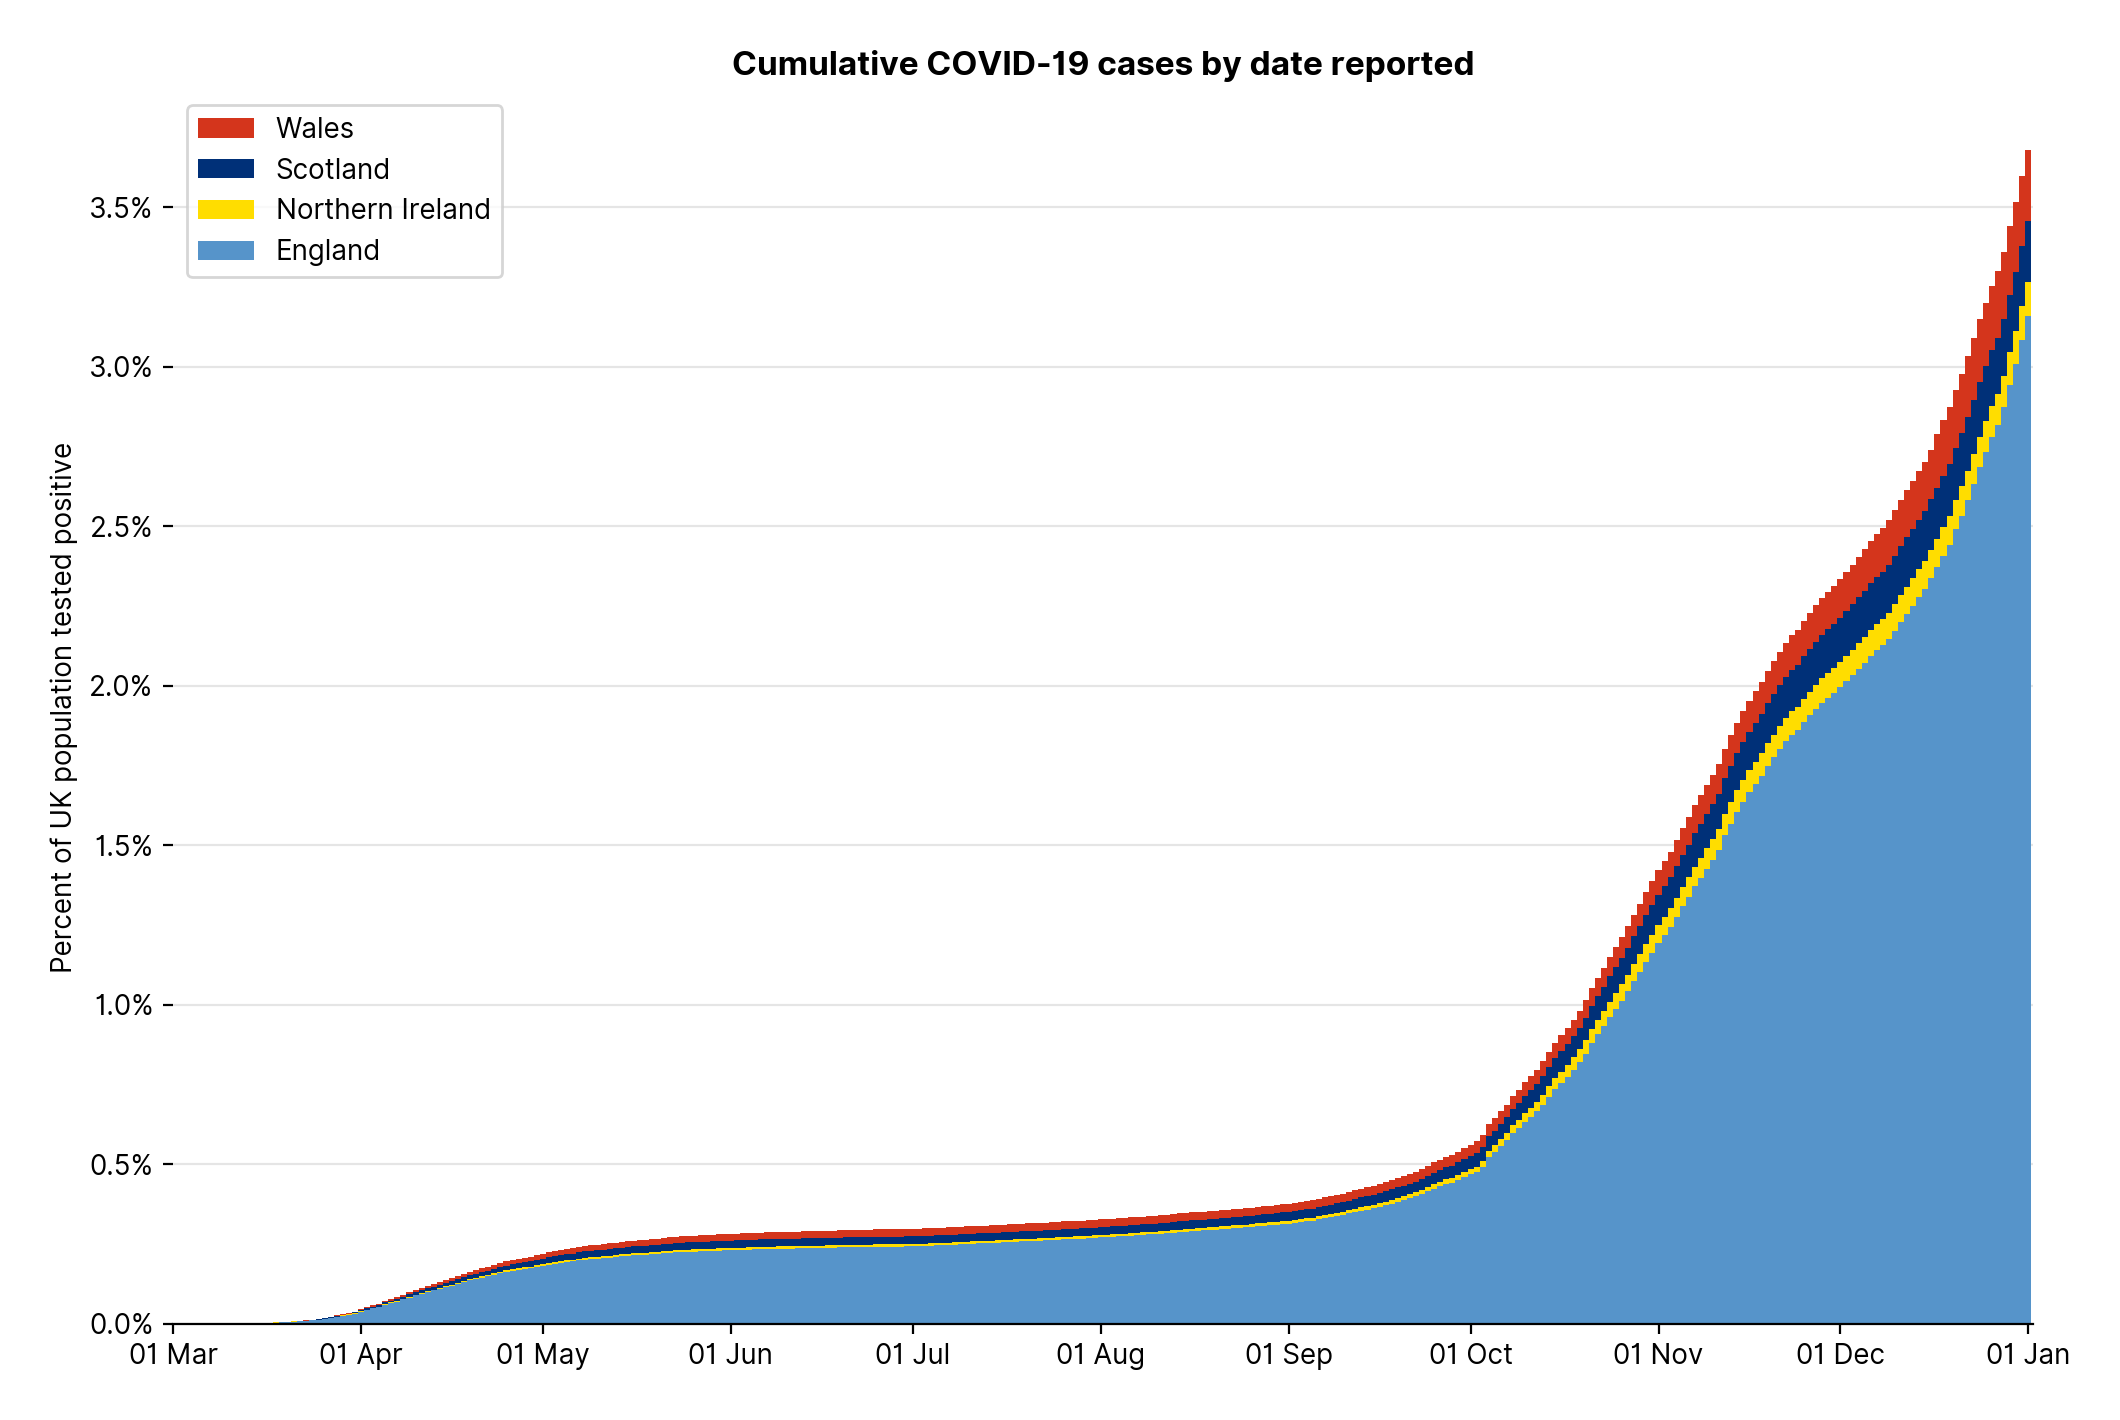 Cumulative COVID-19 cases by date reported
Wales
Scotland
Northern Ireland
England
Percent of UK population tested positive
3.5%
3.0%
2.5%
2.0%
1.5%
1.0%
0.5%
0.0%
01 Mar
01 Apr
01 May
01 Jun
01 Jul
01 Aug
01 Sep
01 Oct
01 Nov
01 Dec
01 Jan